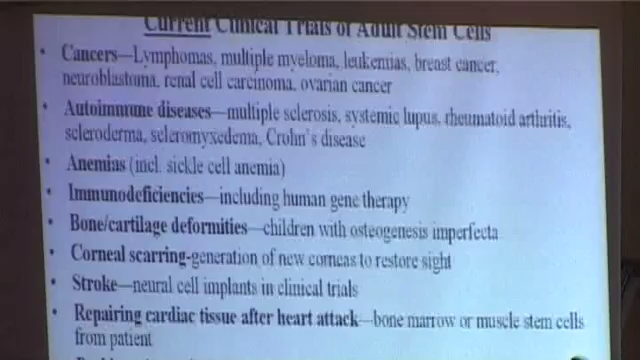 Current Clinical Trials of Adult Stem Cells
• Cancers—Lymphomas, multiple myeloma, leukemias, breast cancer,
neuroblastoma, renal cell carcinoma, ovarian cancer
• Autoimmune diseases—multiple sclerosis, systemic lupus, rheumatoid arthritis,
scleroderma, scleromyxedema, Crohn's disease
• Anemias (incl. sickle cell anemia)
• Immunodeficiencies—including human gene therapy
• Bone/cartilage deformities—children with osteogenesis imperfecta
• Corneal scarring-generation of new corneas to restore sight
• Stroke—neural cell implants in clinical trials
• Repairing cardiac tissue after heart attack—bone marrow or muscle stem cells
from patient